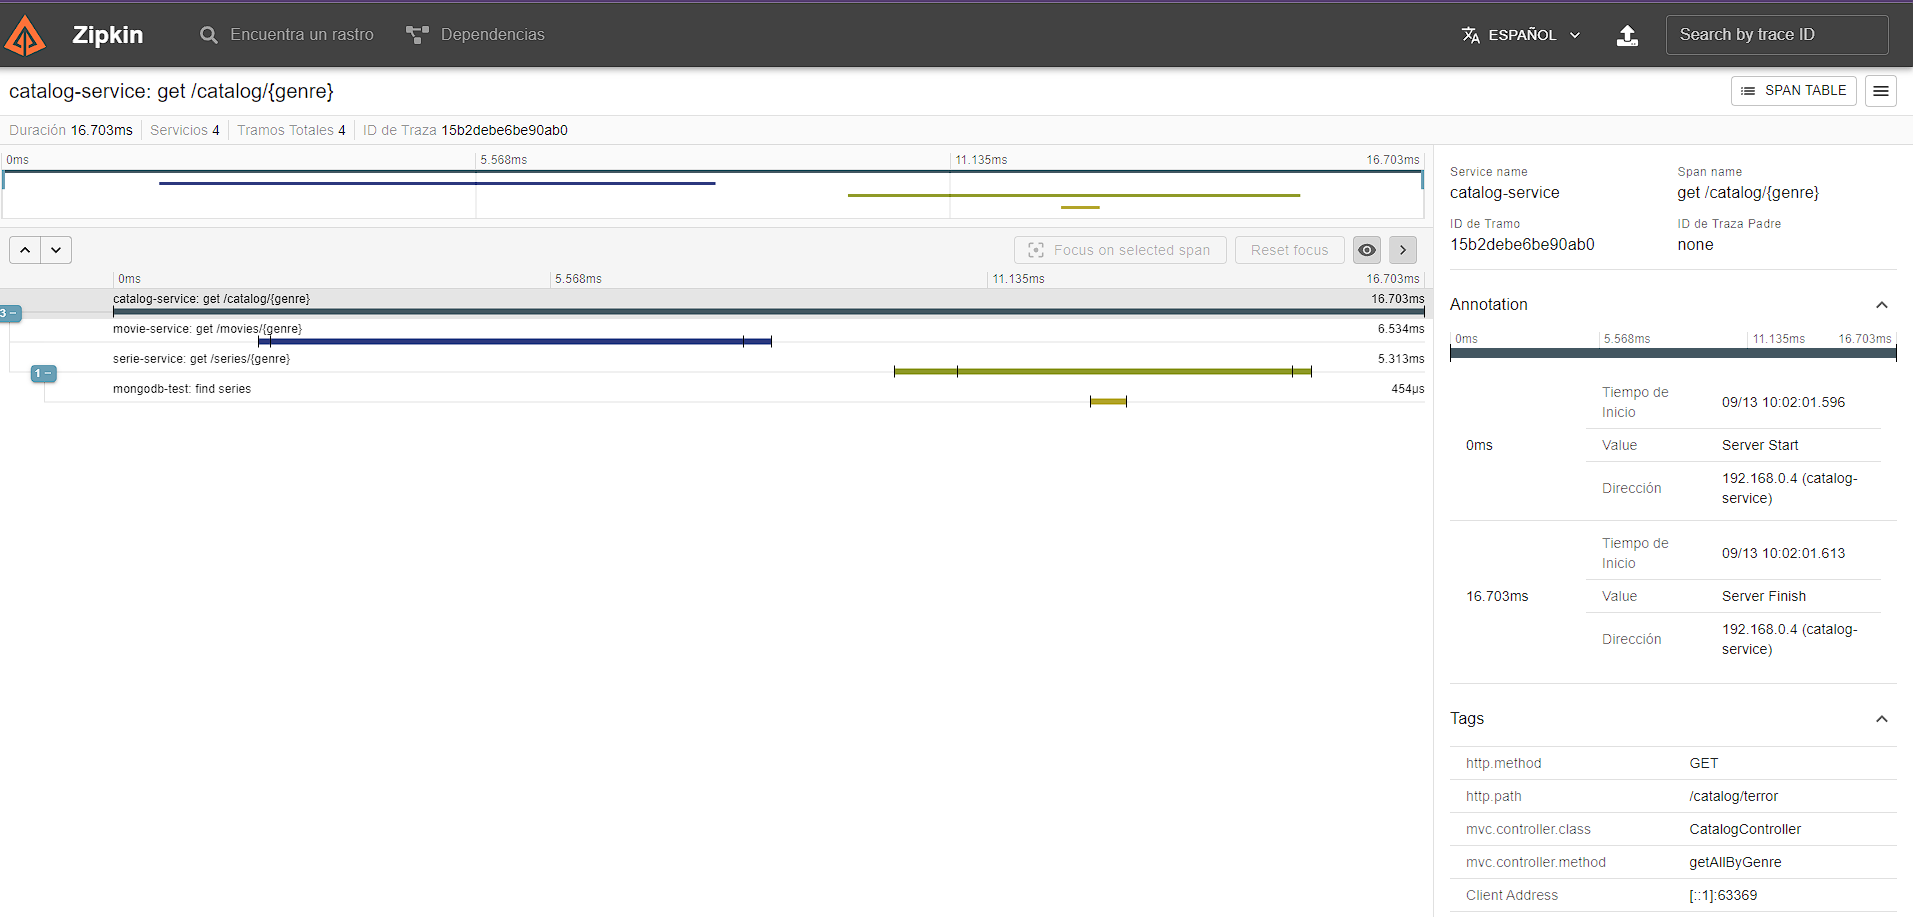 Zipkin Encuentra un rastro Dependencias ESPAÑOL Search by trace ID
catalog-service: get /catalog/{genre} SPAN TABLE
Duración 16.703ms Servicios 4 Tramos Totales 4 ID de Traza 15b2debe6be90ab0
0ms 5.568ms 11.135ms 16.703ms
Focus on selected span Reset focus
0ms 5.568ms 11.135ms 16.703ms
catalog-service: get /catalog/{genre} 16.703ms
3 −
movie-service: get /movies/{genre} 6.534ms
serie-service: get /series/{genre} 5.313ms
1 −
mongodb-test: find series 454μs
Service name Span name
catalog-service get /catalog/{genre}
ID de Tramo ID de Traza Padre
15b2debe6be90ab0 none
Annotation
0ms 5.568ms 11.135ms 16.703ms
0ms
Tiempo de
Inicio
09/13 10:02:01.596
Value Server Start
Dirección
192.168.0.4 (catalog-
service)
16.703ms
Tiempo de
Inicio
09/13 10:02:01.613
Value Server Finish
Dirección
192.168.0.4 (catalog-
service)
Tags
http.method GET
http.path /catalog/terror
mvc.controller.class CatalogController
mvc.controller.method getAllByGenre
Client Address [::1]:63369